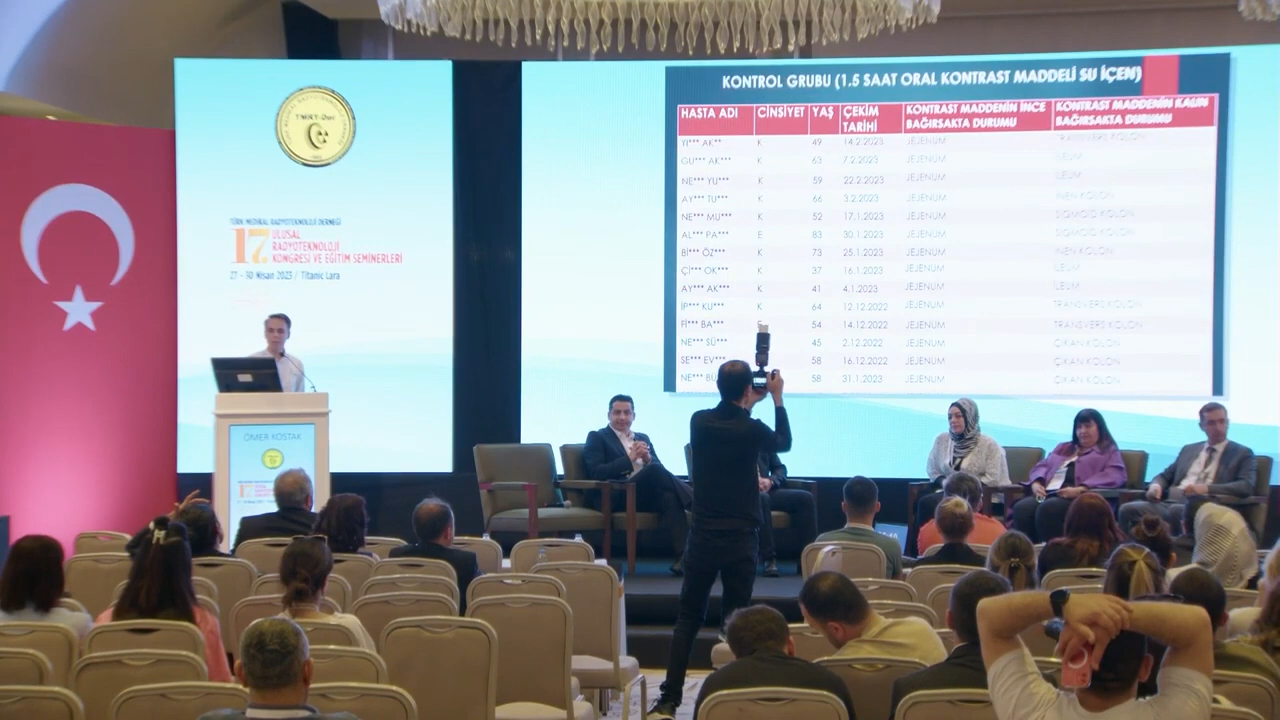 TMRT-Der
TÜRK MEDİKAL RADYOTEKNOLOJİ DERNEĞİ
17. ULUSAL
RADYOTEKNOLOJİ
KONGRESİ VE EĞİTİM SEMİNERLERİ
27 - 30 Nisan 2023 / Titanic Lara
ÖMER KOSTAK
KONTROL GRUBU (1.5 SAAT ORAL KONTRAST MADDELİ SU İÇEN)
HASTA ADI CİNSİYET YAŞ ÇEKİM TARİHİ KONTRAST MADDENİN İNCE BAĞIRSAKTA DURUMU KONTRAST MADDENİN KALIN BAĞIRSAKTA DURUMU
YI*** AK** K 49 14.2.2023 JEJENUM TRANSVERS KOLON
GU*** AK*** K 63 7.2.2023 JEJENUM İLEUM
NE*** YU*** K 59 22.2.2023 JEJENUM İLEUM
AY*** TU*** K 66 3.2.2023 JEJENUM İNEN KOLON
NE*** MU*** K 52 17.1.2023 JEJENUM SIGMOID KOLON
AL*** PA*** E 83 30.1.2023 JEJENUM SIGMOID KOLON
Bİ*** ÖZ*** K 73 25.1.2023 JEJENUM İNEN KOLON
Çİ*** OK*** K 37 16.1.2023 JEJENUM İLEUM
AY*** AK*** K 41 4.1.2023 JEJENUM İLEUM
İP*** KU*** K 64 12.12.2022 JEJENUM TRANSVERS KOLON
Fİ*** BA*** 54 14.12.2022 JEJENUM TRANSVERS KOLON
NE*** SÜ*** 45 2.12.2022 JEJENUM ÇIKAN KOLON
SE*** EV*** 58 16.12.2022 JEJENUM ÇIKAN KOLON
NE*** BÜ 58 31.1.2023 JEJENUM ÇIKAN KOLON